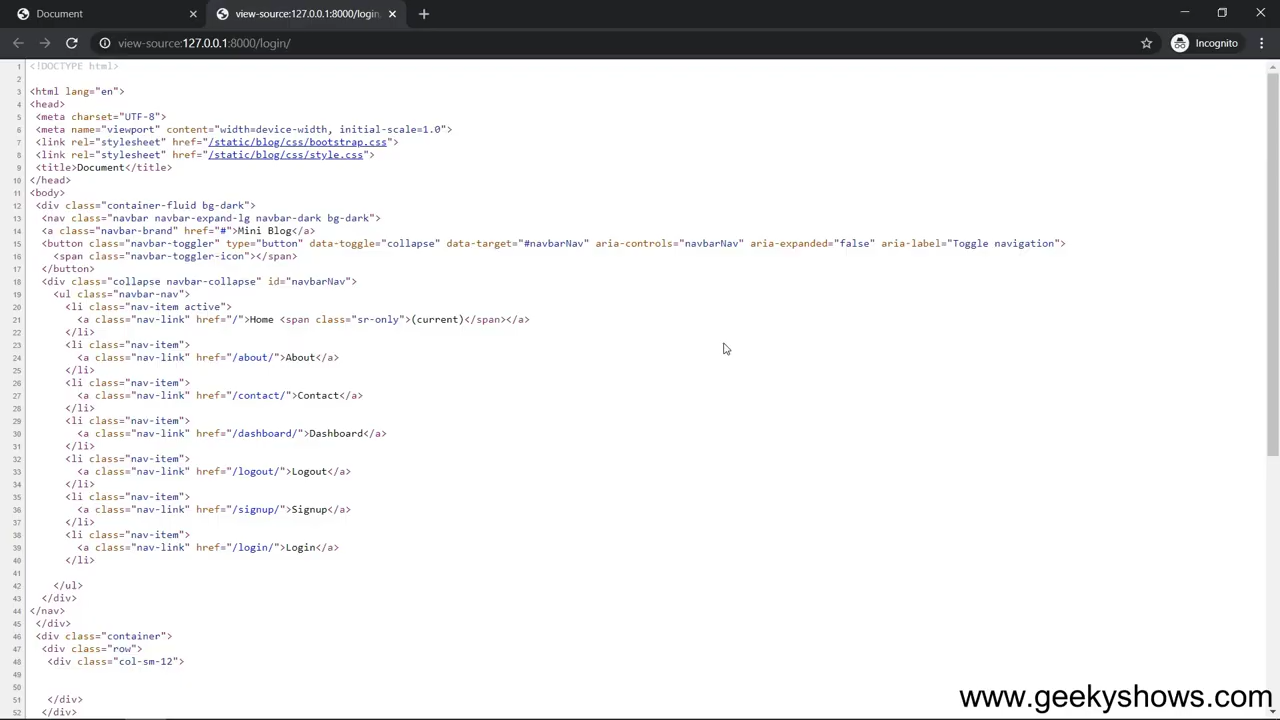 Document
view-source:127.0.0.1:8000/login
view-source:127.0.0.1:8000/login/
Incognito
1 <!DOCTYPE html>
2
3 <html lang="en">
4 <head>
5 <meta charset="UTF-8">
6 <meta name="viewport" content="width=device-width, initial-scale=1.0">
7 <link rel="stylesheet" href="/static/blog/css/bootstrap.css">
8 <link rel="stylesheet" href="/static/blog/css/style.css">
9 <title>Document</title>
10 </head>
11 <body>
12 <div class="container-fluid bg-dark">
13 <nav class="navbar navbar-expand-lg navbar-dark bg-dark">
14 <a class="navbar-brand" href="#">Mini Blog</a>
15 <button class="navbar-toggler" type="button" data-toggle="collapse" data-target="#navbarNav" aria-controls="navbarNav" aria-expanded="false" aria-label="Toggle navigation">
16 <span class="navbar-toggler-icon"></span>
17 </button>
18 <div class="collapse navbar-collapse" id="navbarNav">
19 <ul class="navbar-nav">
20 <li class="nav-item active">
21 <a class="nav-link" href="/">Home <span class="sr-only">(current)</span></a>
22 </li>
23 <li class="nav-item">
24 <a class="nav-link" href="/about/">About</a>
25 </li>
26 <li class="nav-item">
27 <a class="nav-link" href="/contact/">Contact</a>
28 </li>
29 <li class="nav-item">
30 <a class="nav-link" href="/dashboard/">Dashboard</a>
31 </li>
32 <li class="nav-item">
33 <a class="nav-link" href="/logout/">Logout</a>
34 </li>
35 <li class="nav-item">
36 <a class="nav-link" href="/signup/">Signup</a>
37 </li>
38 <li class="nav-item">
39 <a class="nav-link" href="/login/">Login</a>
40 </li>
41
42 </ul>
43 </div>
44 </nav>
45 </div>
46 <div class="container">
47 <div class="row">
48 <div class="col-sm-12">
49
50
51 </div>
52 </div>
www.geekyshows.com